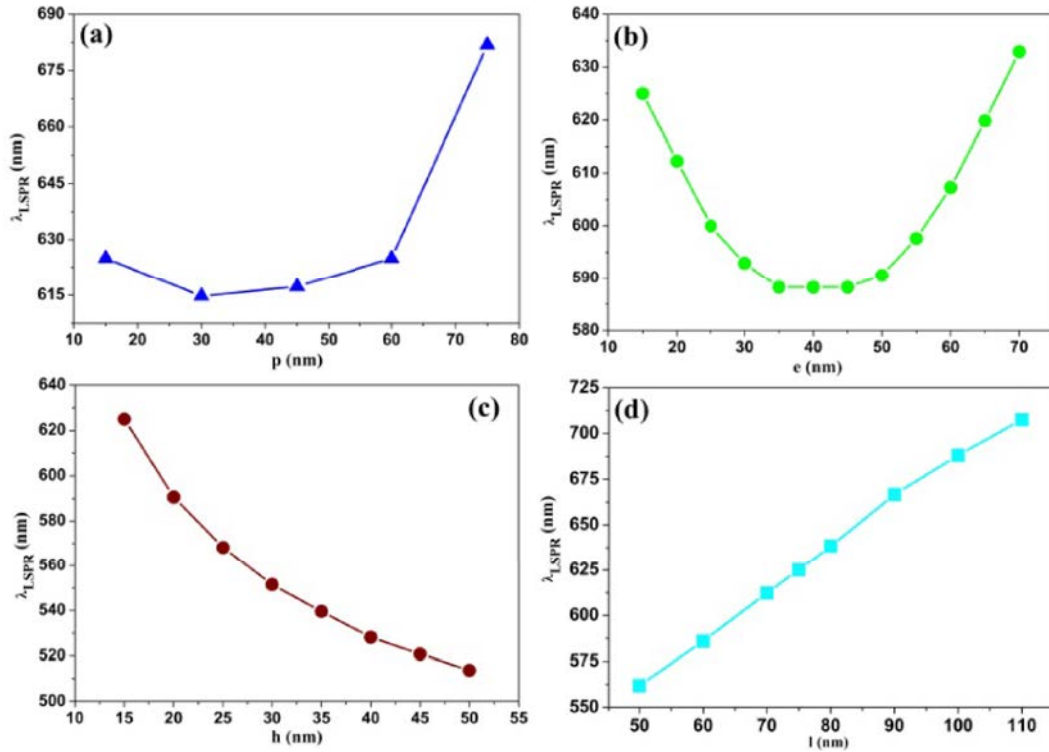 (a)
690
675
660
645
630
615
λLSPR (nm)
10 20 30 40 50 60 70 80
p (nm)
(b)
640
630
620
610
600
590
580
λLSPR (nm)
10 20 30 40 50 60 70
e (nm)
(c)
640
620
600
580
560
540
520
500
λLSPR (nm)
10 15 20 25 30 35 40 45 50 55
h (nm)
(d)
725
700
675
650
625
600
575
550
λLSPR (nm)
50 60 70 80 90 100 110
l (nm)